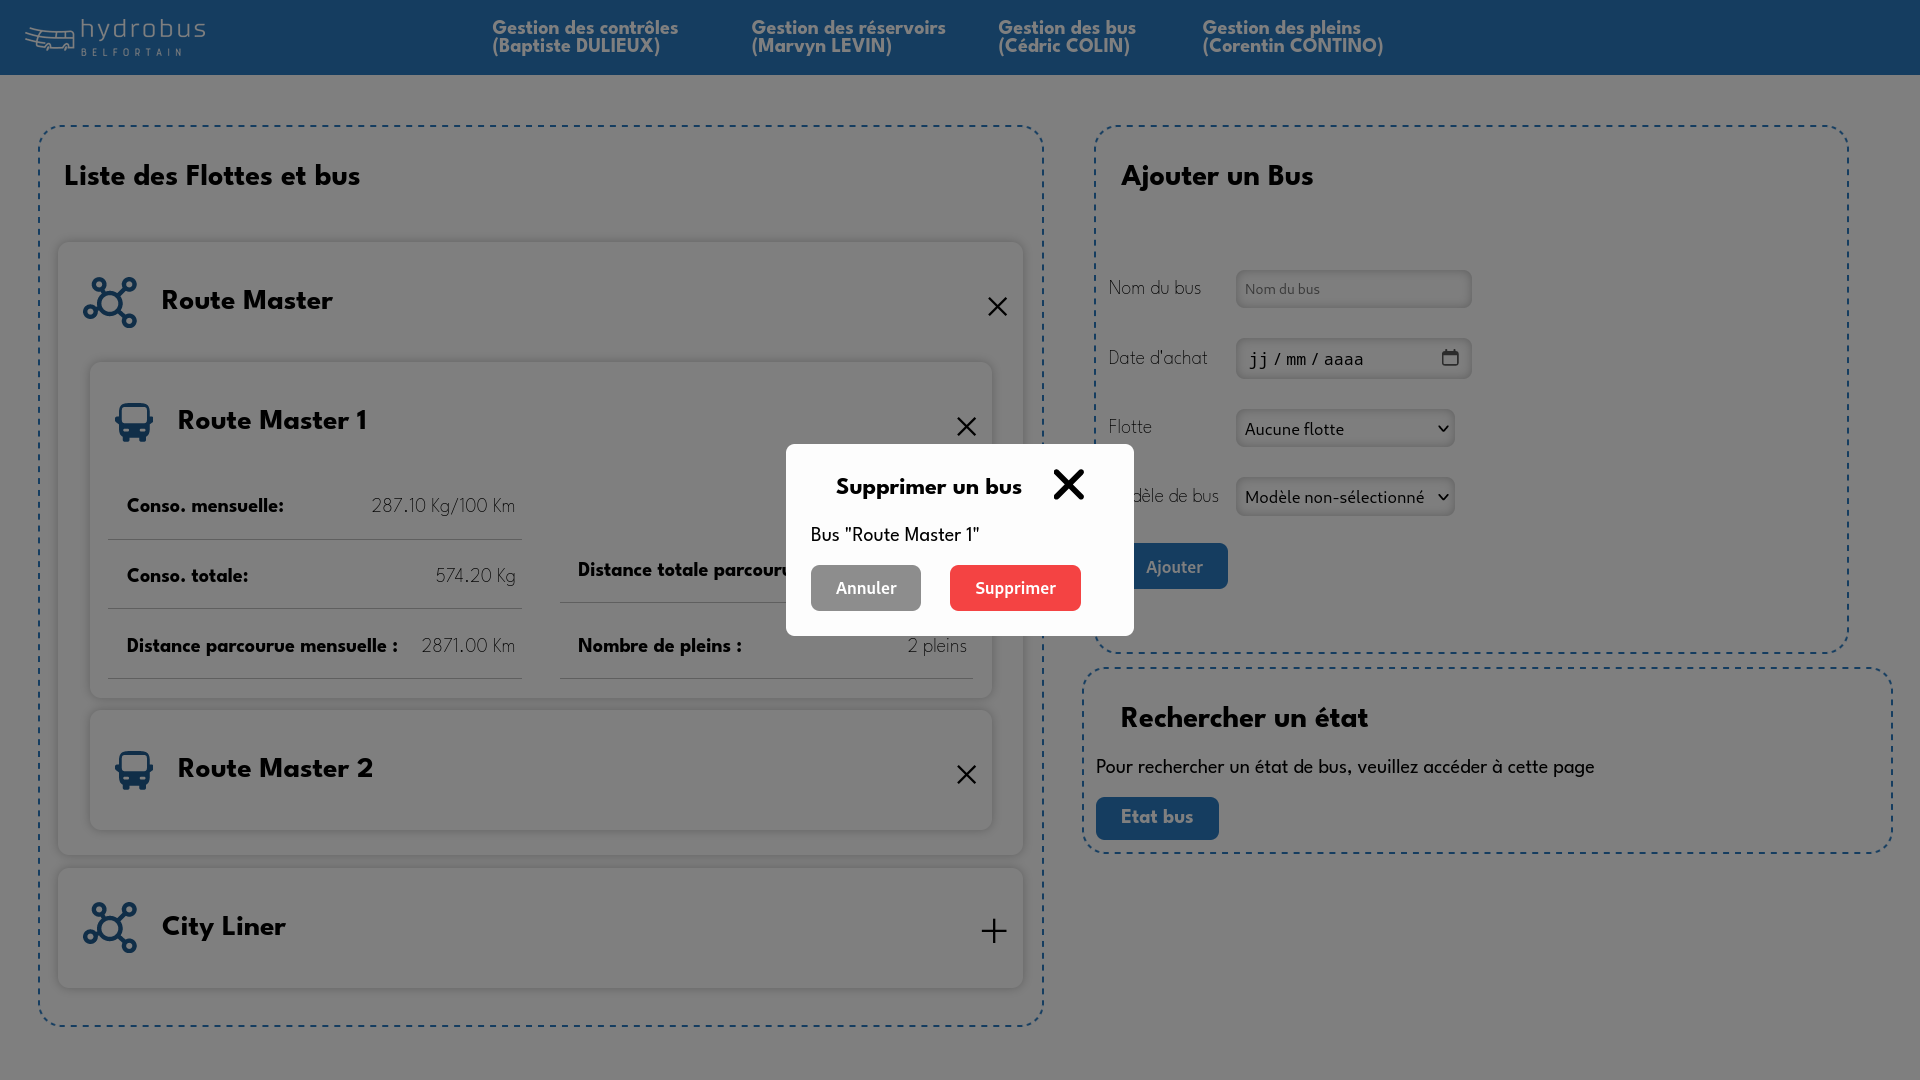 hydrobus
BELFORTAIN
Gestion des contrôles
(Baptiste DULIEUX)
Gestion des réservoirs
(Marvyn LEVIN)
Gestion des bus
(Cédric COLIN)
Gestion des pleins
(Corentin CONTINO)
Liste des Flottes et bus
Route Master
Route Master 1
Conso. mensuelle: 287.10 Kg/100 Km
Conso. totale: 574.20 Kg
Distance totale parcouru
Distance parcourue mensuelle : 2871.00 Km
Nombre de pleins : 2 pleins
Route Master 2
City Liner
Supprimer un bus
Bus "Route Master 1"
Annuler
Supprimer
Ajouter un Bus
Nom du bus
Nom du bus
Date d'achat
jj / mm / aaaa
Flotte
Aucune flotte
dèle de bus
Modèle non-sélectionné
Ajouter
Rechercher un état
Pour rechercher un état de bus, veuillez accéder à cette page
Etat bus